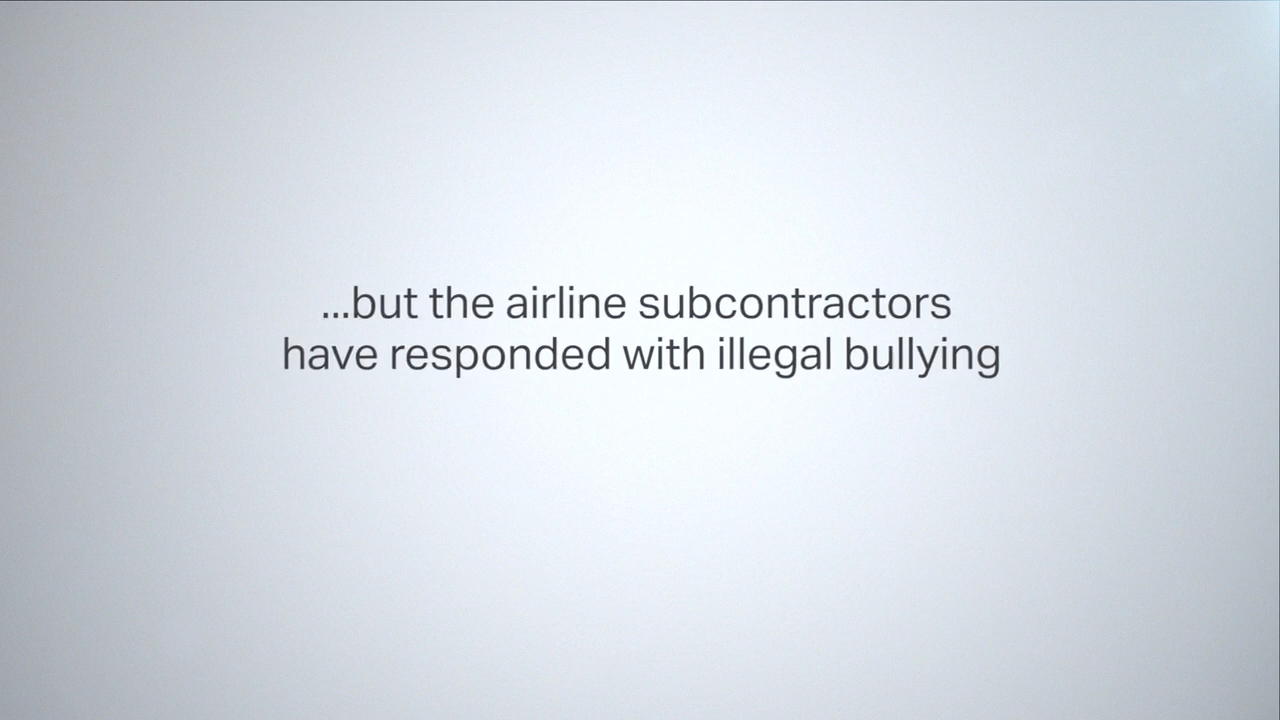 ...but the airline subcontractors
have responded with illegal bullying